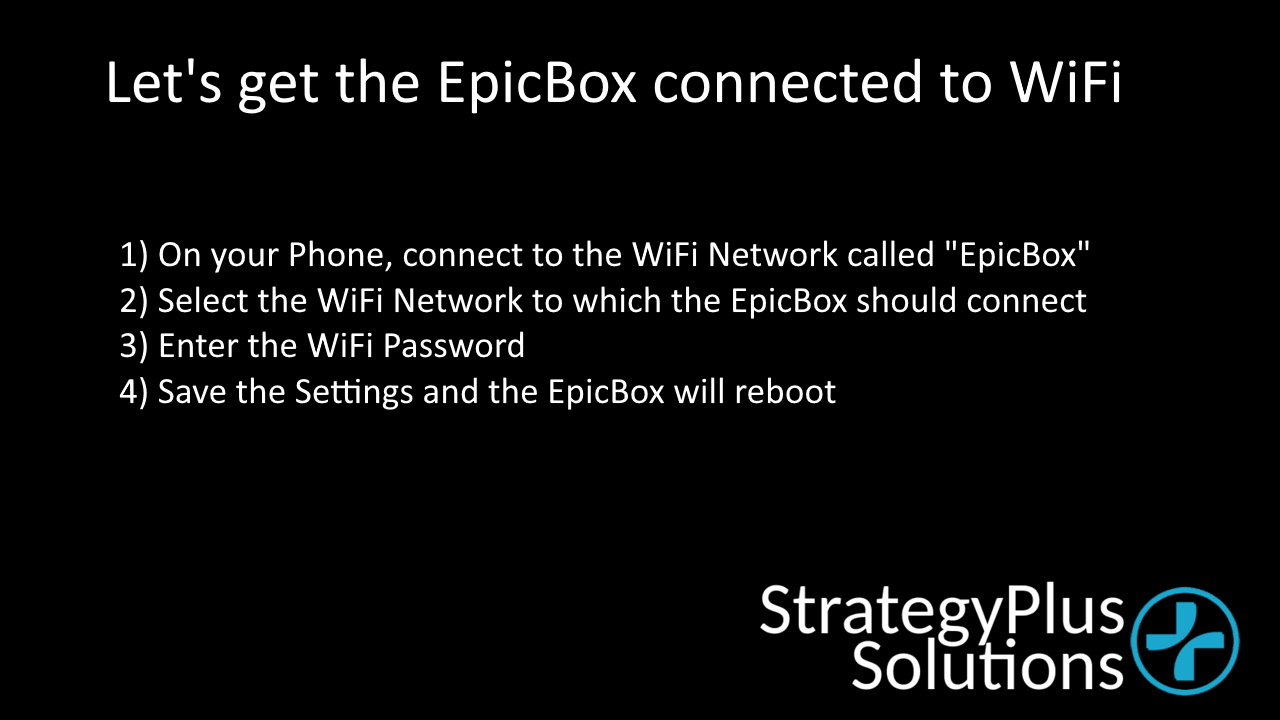 Let's get the EpicBox connected to WiFi
1) On your Phone, connect to the WiFi Network called "EpicBox"
2) Select the WiFi Network to which the EpicBox should connect
3) Enter the WiFi Password
4) Save the Settings and the EpicBox will reboot
StrategyPlus
Solutions